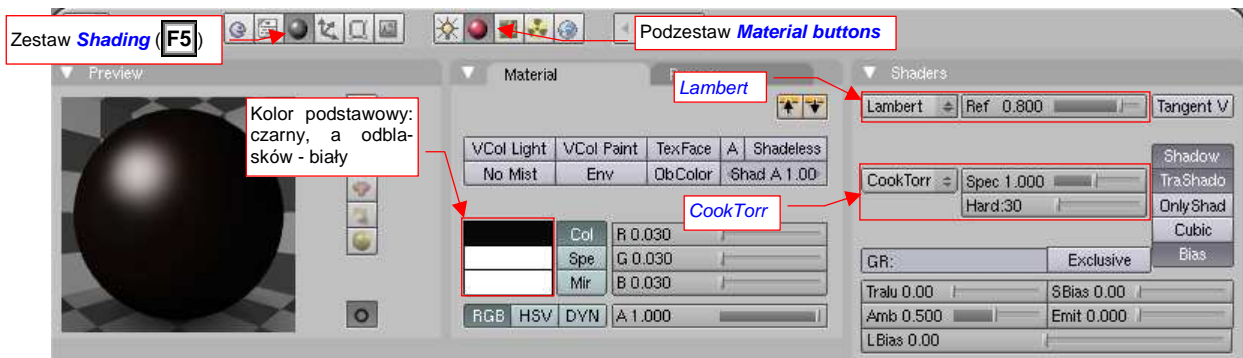 Zestaw Shading (F5)
Podzestaw Material buttons
Preview
Material
Shaders
Lambert
Lambert
Ref 0.800
Tangent V
Kolor podstawowy:
czarny, a odbla-
sków - biały
VCol Light
VCol Paint
TexFace
A
Shadeless
No Mist
Env
ObColor
Shad A 1.00
CookTorr
Spec 1.000
Hard:30
Shadow
TraShado
OnlyShad
Cubic
Bias
CookTorr
Col
R 0.030
Spe
G 0.030
Mir
B 0.030
RGB
HSV
DYN
A 1.000
GR:
Exclusive
Tralu 0.00
SBias 0.00
Amb 0.500
Emit 0.000
LBias 0.00